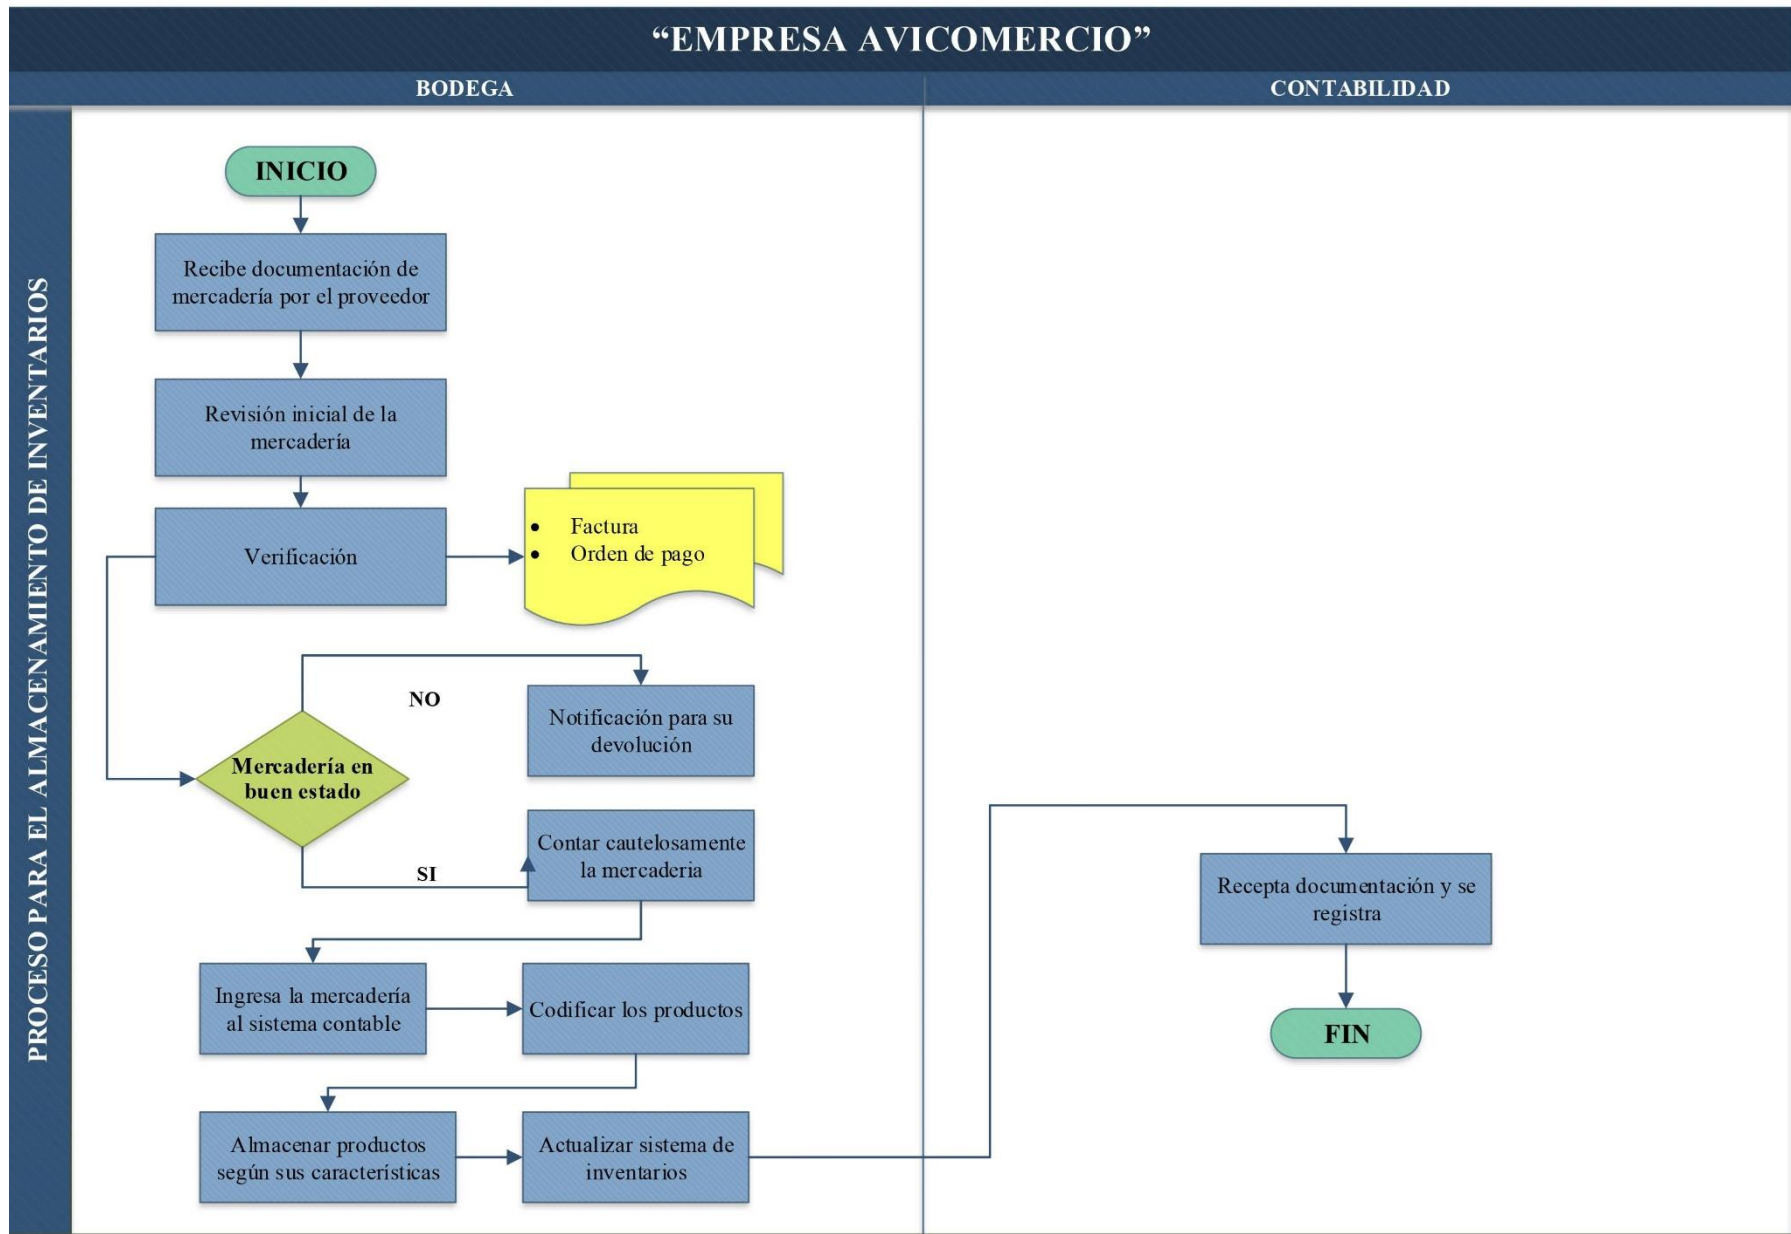 “EMPRESA AVICOMERCIO”
BODEGA
CONTABILIDAD
PROCESO PARA EL ALMACENAMIENTO DE INVENTARIOS
INICIO
Recibe documentación de
mercadería por el proveedor
Revisión inicial de la
mercadería
Verificación
• Factura
• Orden de pago
NO
Notificación para su
devolución
Mercadería en
buen estado
SI
Contar cautelosamente
la mercaderia
Ingresa la mercadería
al sistema contable
Codificar los productos
Almacenar productos
según sus características
Actualizar sistema de
inventarios
Recepta documentación y se
registra
FIN